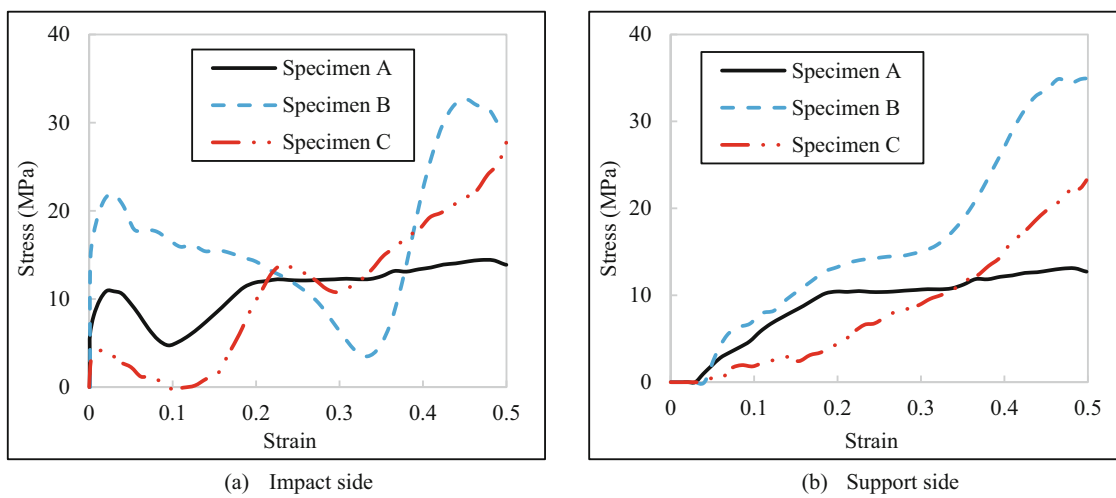 40
30
20
10
0
Stress (MPa)
Specimen A
Specimen B
Specimen C
0 0.1 0.2 0.3 0.4 0.5
Strain
(a) Impact side
40
30
20
10
0
Stress (MPa)
Specimen A
Specimen B
Specimen C
0 0.1 0.2 0.3 0.4 0.5
Strain
(b) Support side